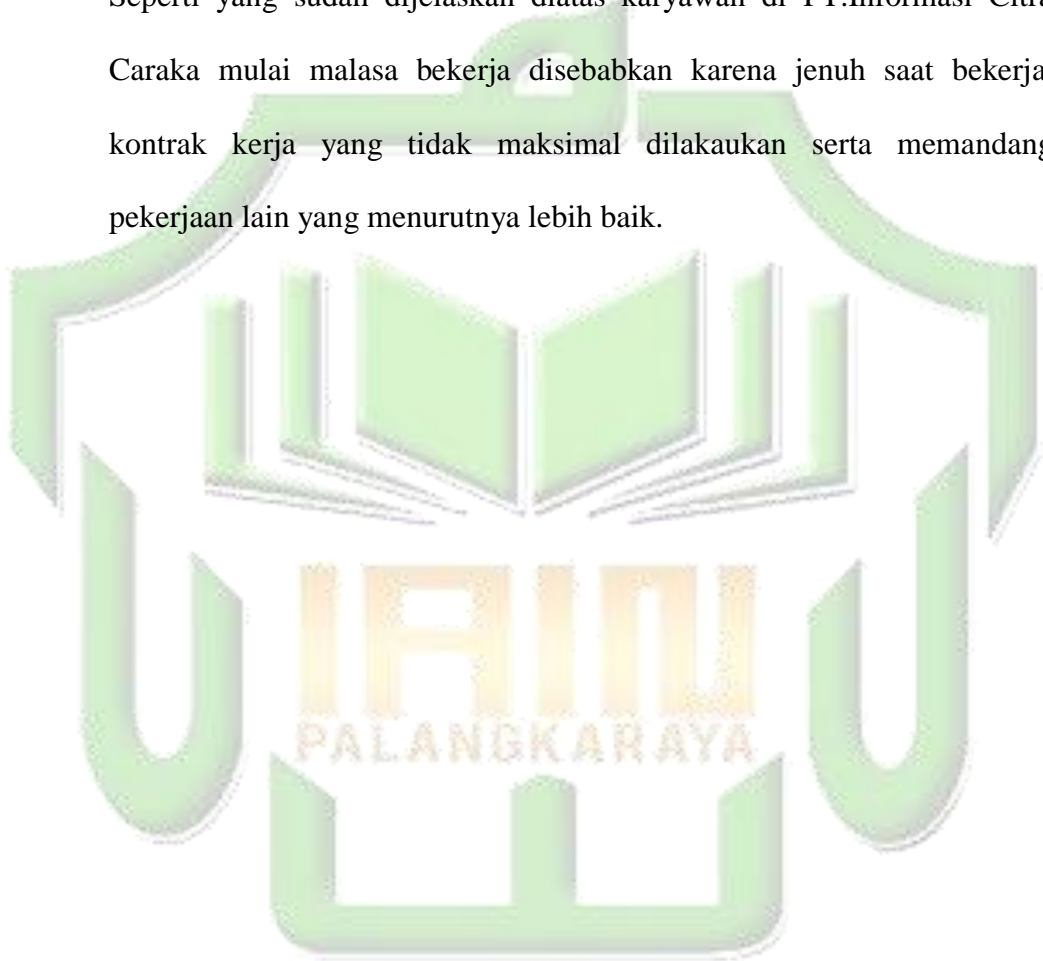 Seperti yang sudah dijelaskan diatas karyawan di PT.Informasi Citra
Caraka mulai malasa bekerja disebabkan karena jenuh saat bekerja
kontrak kerja yang tidak maksimal dilakaukan serta memandang
pekerjaan lain yang menurutnya lebih baik.
IAIN
PALANGKARAYA